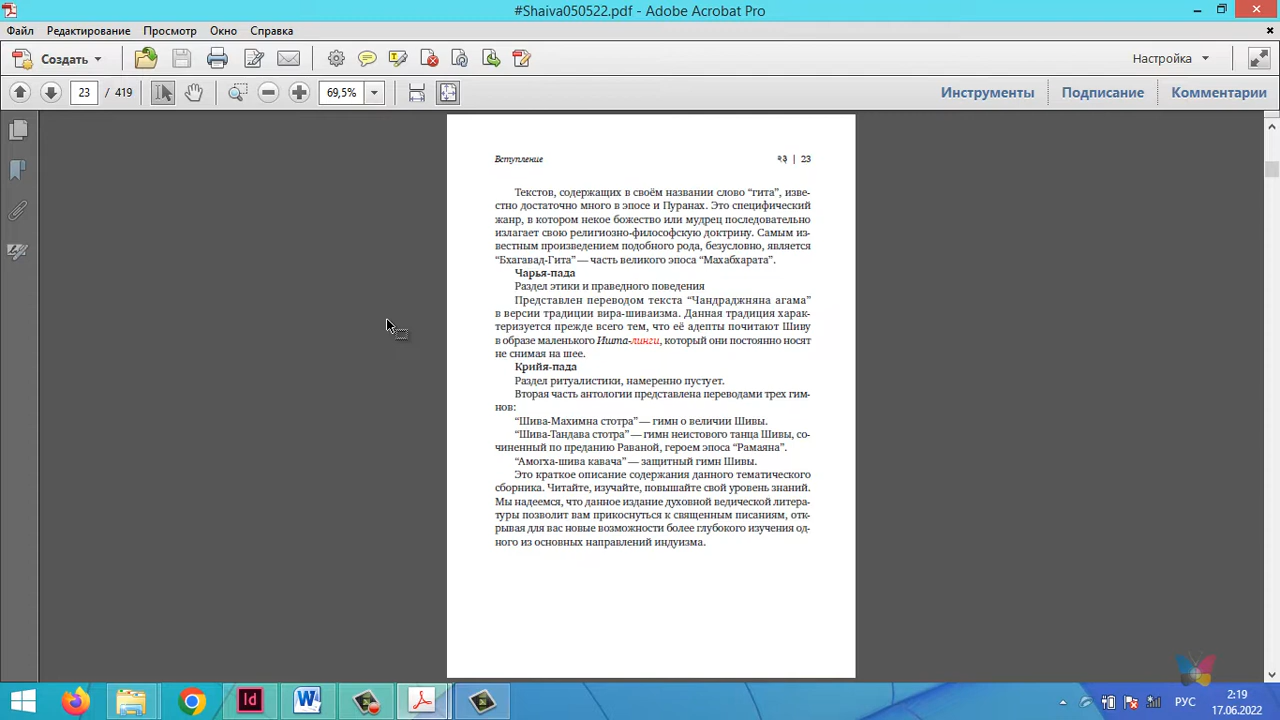 #Shaiva050522.pdf - Adobe Acrobat Pro
Файл Редактирование Просмотр Окно Справка
Создать Настройка
23 / 419 69,5% Инструменты Подписание Комментарии
Вступление २३ | 23
Текстов, содержащих в своём названии слово “гита”, изве-
стно достаточно много в эпосе и Пуранах. Это специфический
жанр, в котором некое божество или мудрец последовательно
излагает свою религиозно-философскую доктрину. Самым из-
вестным произведением подобного рода, безусловно, является
“Бхагавад-Гита” — часть великого эпоса “Махабхарата”.
Чарья-пада
Раздел этики и праведного поведения
Представлен переводом текста “Чандраджняна агама”
в версии традиции вира-шиваизма. Данная традиция харак-
теризуется прежде всего тем, что её адепты почитают Шиву
в образе маленького Ишта-линги, который они постоянно носят
не снимая на шее.
Крийя-пада
Раздел ритуалистики, намеренно пустует.
Вторая часть антологии представлена переводами трех гим-
нов:
“Шива-Махимна стотра” — гимн о величии Шивы.
“Шива-Тандава стотра” — гимн неистового танца Шивы, со-
чиненный по преданию Раваной, героем эпоса “Рамаяна”.
“Амогха-шива кавача” — защитный гимн Шивы.
Это краткое описание содержания данного тематического
сборника. Читайте, изучайте, повышайте свой уровень знаний.
Мы надеемся, что данное издание духовной ведической литера-
туры позволит вам прикоснуться к священным писаниям, отк-
рывая для вас новые возможности более глубокого изучения од-
ного из основных направлений индуизма.
Id W РУС 2:19
17.06.2022